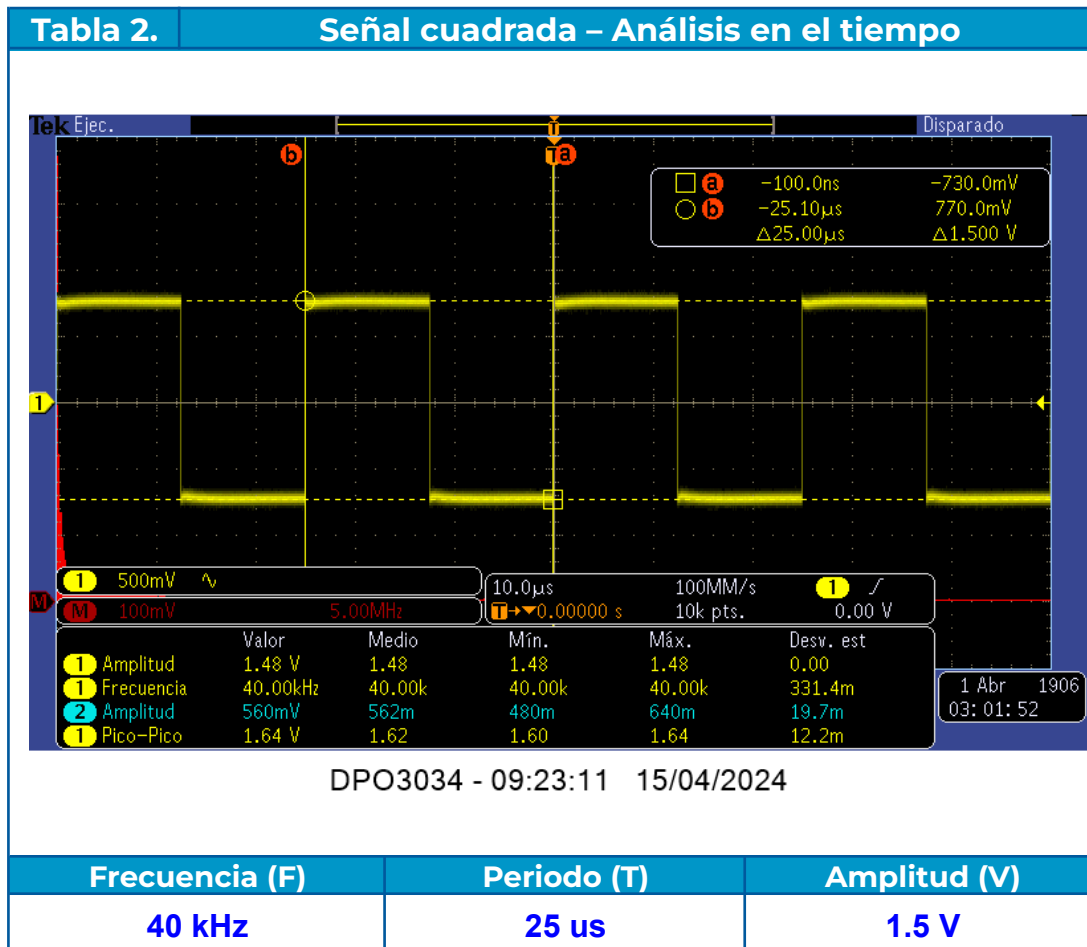 Tabla 2. Señal cuadrada – Análisis en el tiempo
Tek Ejec. T Disparado
b T a
a -100.0ns -730.0mV
b -25.10µs 770.0mV
△25.00µs △1.500 V
1
1 500mV 10.0µs 100MM/s 1
M M 100mV 5.00MHz T→▼0.00000 s 10k pts. 0.00 V
Valor Medio Mín. Máx. Desv. est
1 Amplitud 1.48 V 1.48 1.48 1.48 0.00
1 Frecuencia 40.00kHz 40.00k 40.00k 40.00k 331.4m
2 Amplitud 560mV 562m 480m 640m 19.7m
1 Pico-Pico 1.64 V 1.62 1.60 1.64 12.2m
1 Abr 1906
03:01:52
DPO3034 - 09:23:11 15/04/2024
Frecuencia (F) Periodo (T) Amplitud (V)
40 kHz 25 us 1.5 V